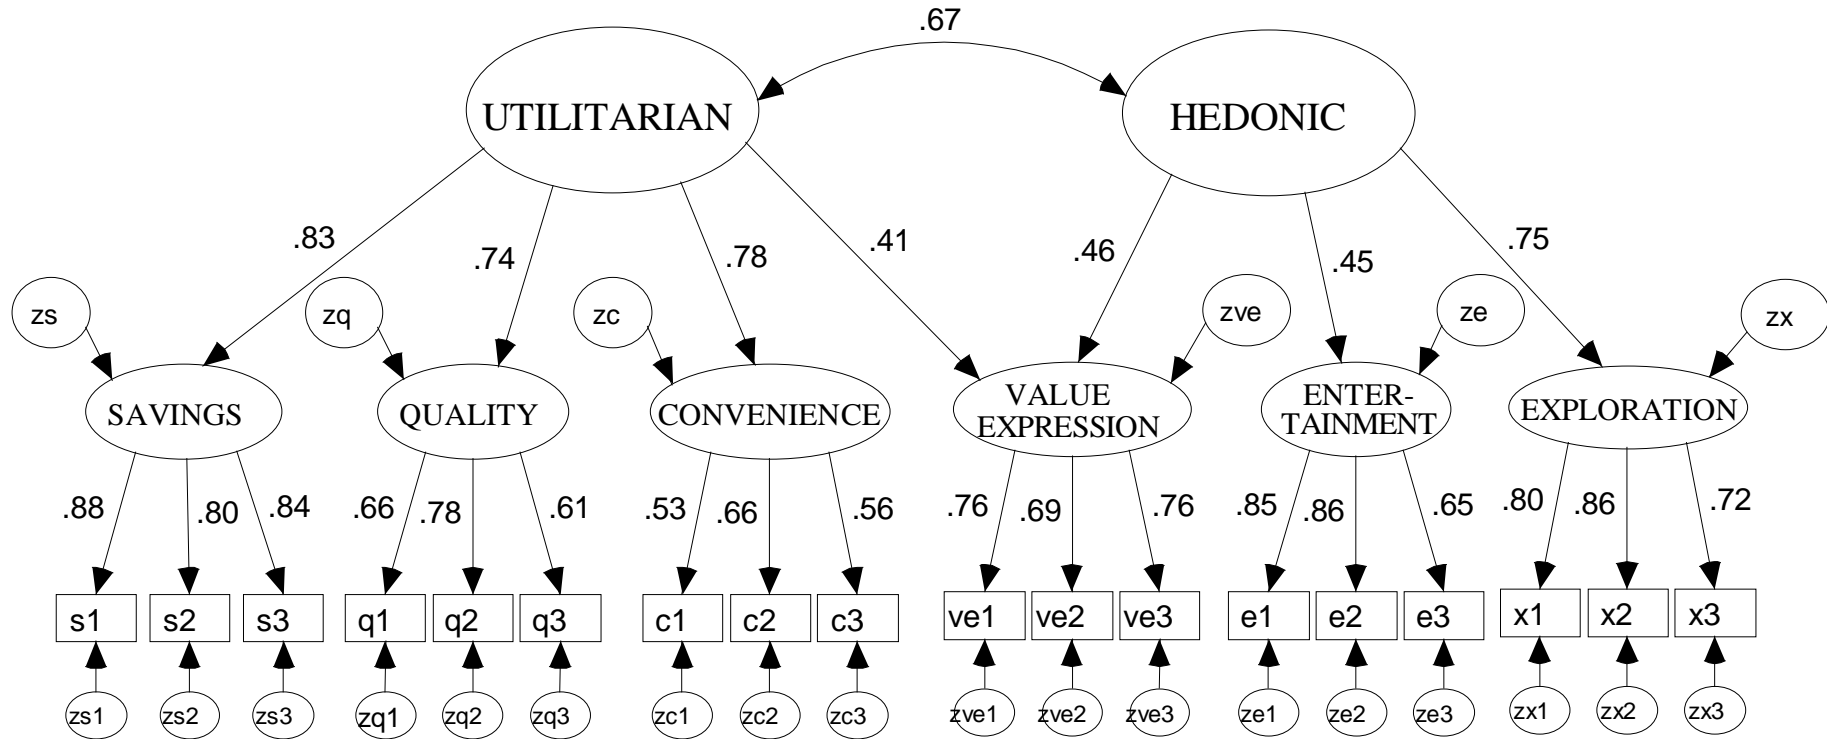 .67
UTILITARIAN HEDONIC
.83 .74 .78 .41 .46 .45 .75
zs zq zc zve ze zx
SAVINGS QUALITY CONVENIENCE VALUE EXPRESSION ENTER-TAINMENT EXPLORATION
.88 .80 .84 .66 .78 .61 .53 .66 .56 .76 .69 .76 .85 .86 .65 .80 .86 .72
s1 s2 s3 q1 q2 q3 c1 c2 c3 ve1 ve2 ve3 e1 e2 e3 x1 x2 x3
zs1 zs2 zs3 zq1 zq2 zq3 zc1 zc2 zc3 zve1 zve2 zve3 ze1 ze2 ze3 zx1 zx2 zx3